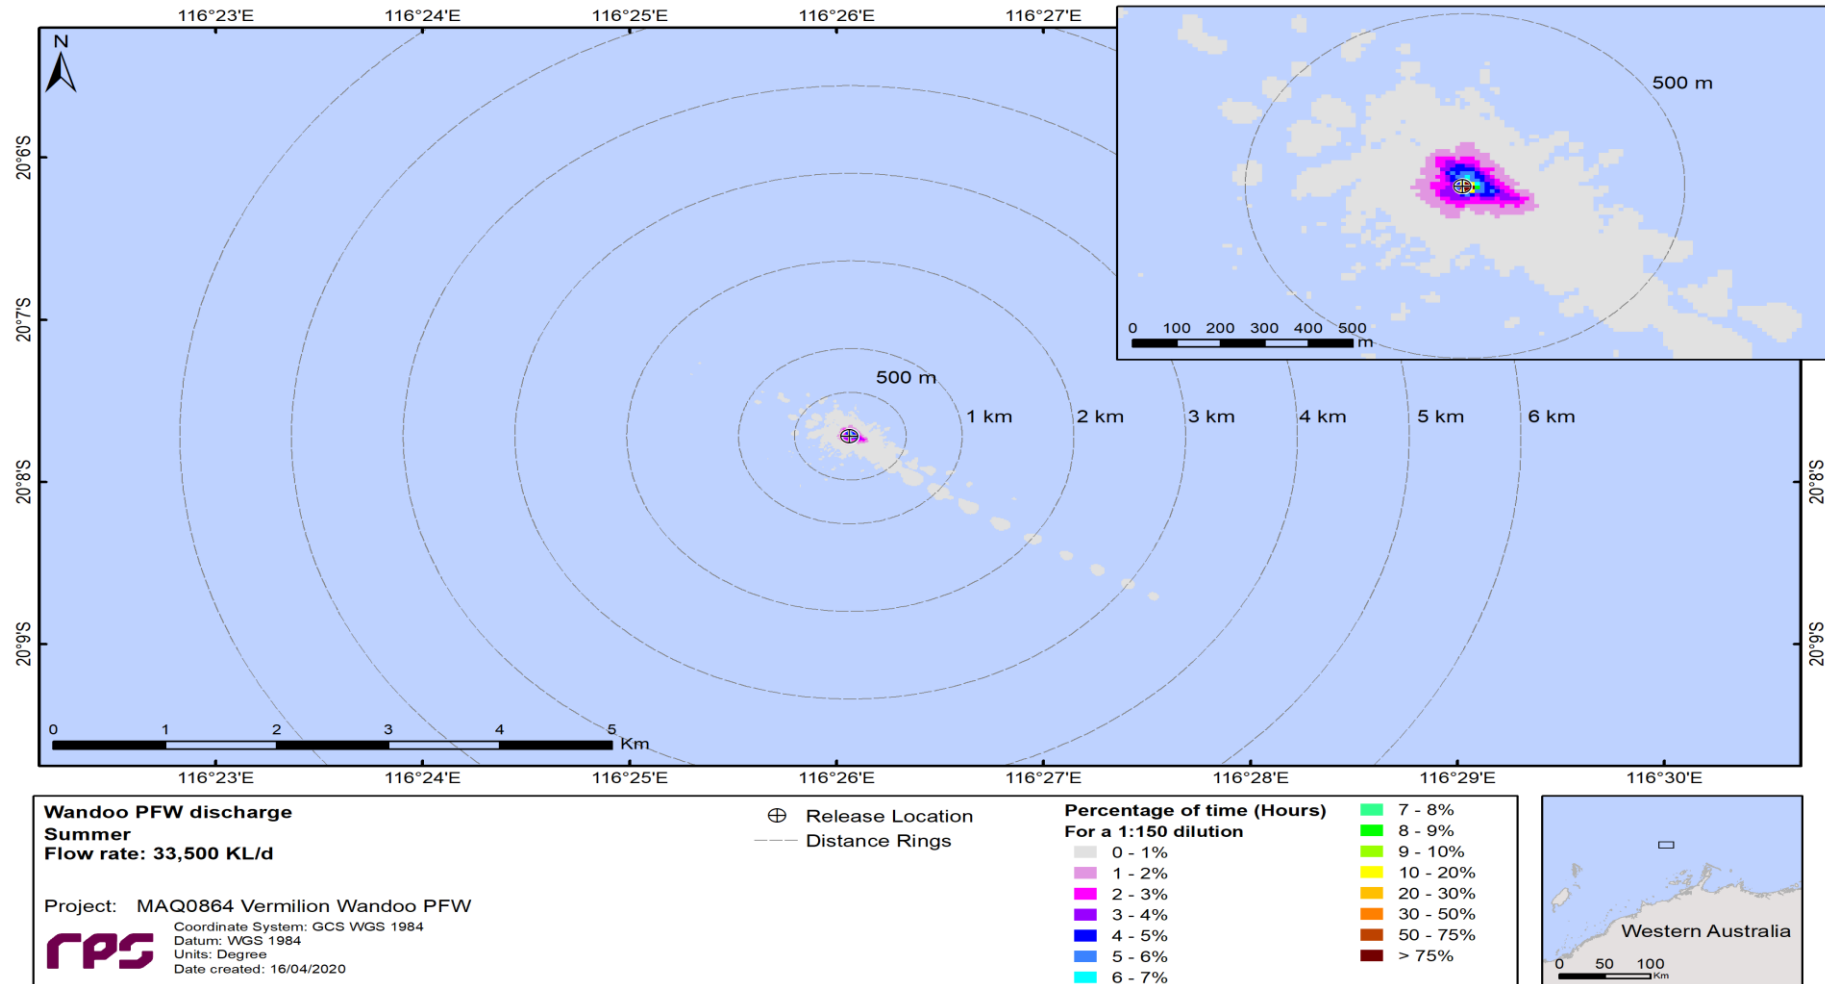 116°23'E 116°24'E 116°25'E 116°26'E 116°27'E
N
500 m
0 100 200 300 400 500 m
20°6'S
20°7'S
20°8'S
20°9'S
20°8'S
20°9'S
500 m
1 km 2 km 3 km 4 km 5 km 6 km
0 1 2 3 4 5 Km
116°23'E 116°24'E 116°25'E 116°26'E 116°27'E 116°28'E 116°29'E 116°30'E
Wandoo PFW discharge
Summer
Flow rate: 33,500 KL/d
Project: MAQ0864 Vermilion Wandoo PFW
rps
Coordinate System: GCS WGS 1984
Datum: WGS 1984
Units: Degree
Date created: 16/04/2020
Release Location
Distance Rings
Percentage of time (Hours)
For a 1:150 dilution
0 - 1%
1 - 2%
2 - 3%
3 - 4%
4 - 5%
5 - 6%
6 - 7%
7 - 8%
8 - 9%
9 - 10%
10 - 20%
20 - 30%
30 - 50%
50 - 75%
> 75%
Western Australia
0 50 100
Km